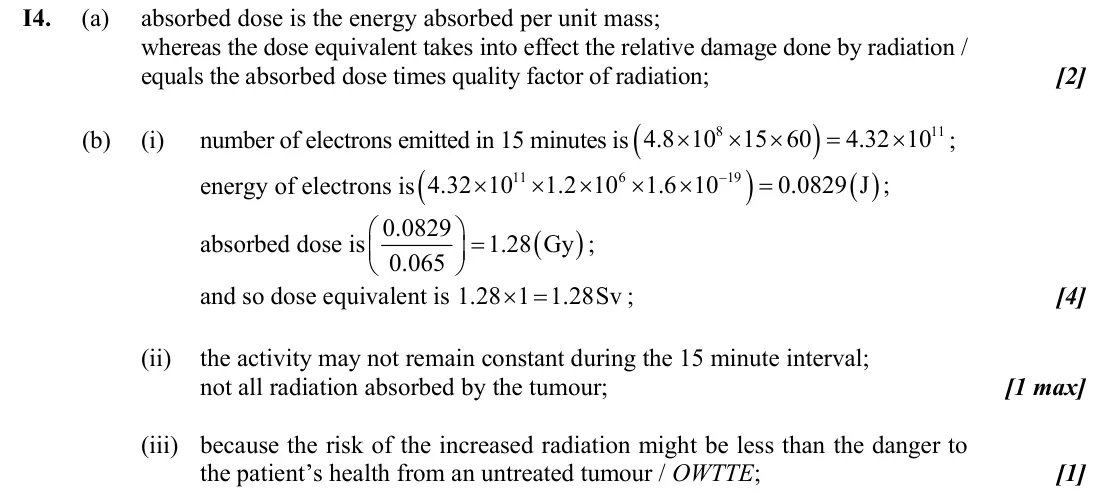 I4. (a) absorbed dose is the energy absorbed per unit mass;
whereas the dose equivalent takes into effect the relative damage done by radiation /
equals the absorbed dose times quality factor of radiation; [2]
(b) (i) number of electrons emitted in 15 minutes is (4.8×10⁸ ×15×60) = 4.32×10¹¹ ;
energy of electrons is (4.32×10¹¹ ×1.2×10⁶ ×1.6×10⁻¹⁹) = 0.0829(J);
absorbed dose is (0.0829/0.065) = 1.28(Gy);
and so dose equivalent is 1.28×1=1.28Sv ; [4]
(ii) the activity may not remain constant during the 15 minute interval;
not all radiation absorbed by the tumour; [1 max]
(iii) because the risk of the increased radiation might be less than the danger to
the patient's health from an untreated tumour / OWTTE; [1]